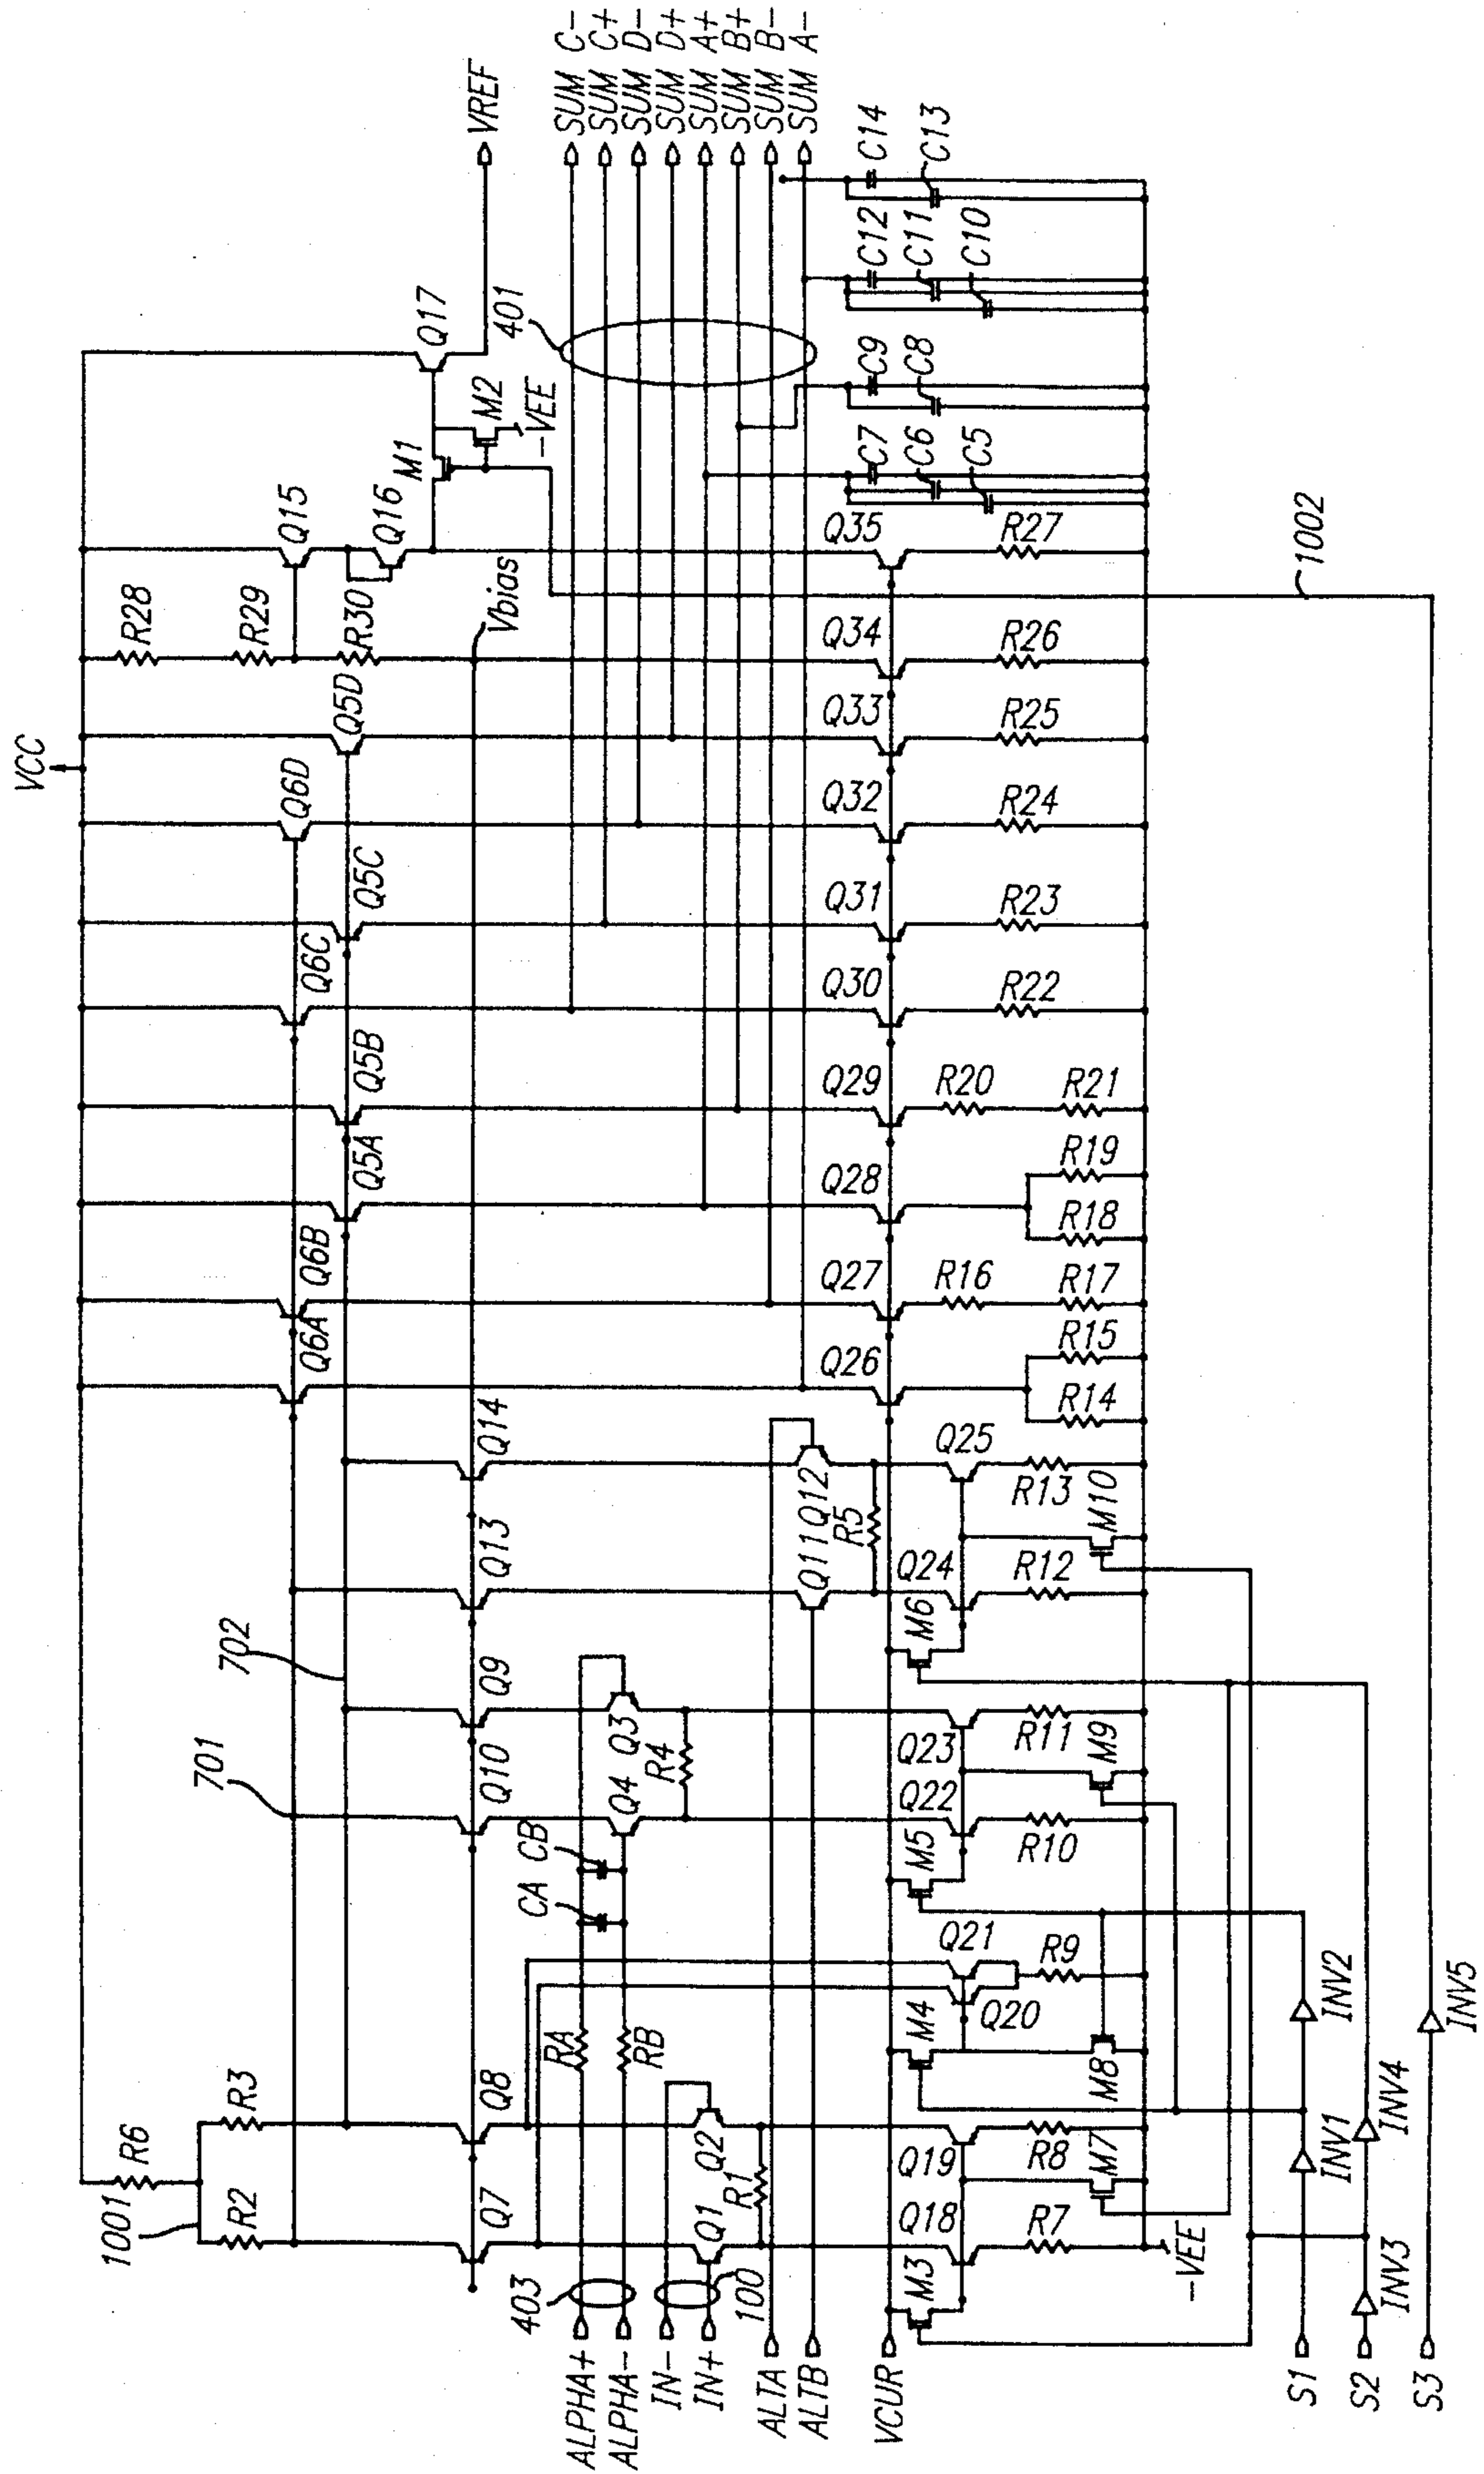 VCC
R28
R29
R30
Q15
Q16
M1
M2
-VEE
Q17
VREF
401
Vbias
SUM C-
SUM C+
SUM D-
SUM D+
SUM A+
SUM B+
SUM B-
SUM A-
1001
R6
R2
R3
701
702
Q6A
Q6B
Q5A
Q5B
Q6C
Q5C
Q6D
Q5D
Q7
Q8
Q10
Q9
Q13
Q14
403
ALPHA+
ALPHA-
IN-
IN+
100
ALTA
ALTB
VCUR
RA
RB
CA
CB
Q1
Q2
R1
Q4
Q3
R4
Q11
Q12
R5
M3
Q18
Q19
R7
R8
M7
M4
Q20
Q21
R9
M8
M5
Q22
Q23
R10
R11
M9
M6
Q24
Q25
R12
R13
M10
Q26
Q27
Q28
Q29
Q30
Q31
Q32
Q33
Q34
Q35
R14
R15
R16
R17
R18
R19
R20
R21
R22
R23
R24
R25
R26
R27
C7
C6
C5
C9
C8
C12
C11
C10
C14
C13
-VEE
1002
S1
INV1
INV2
S2
INV3
INV4
S3
INV5